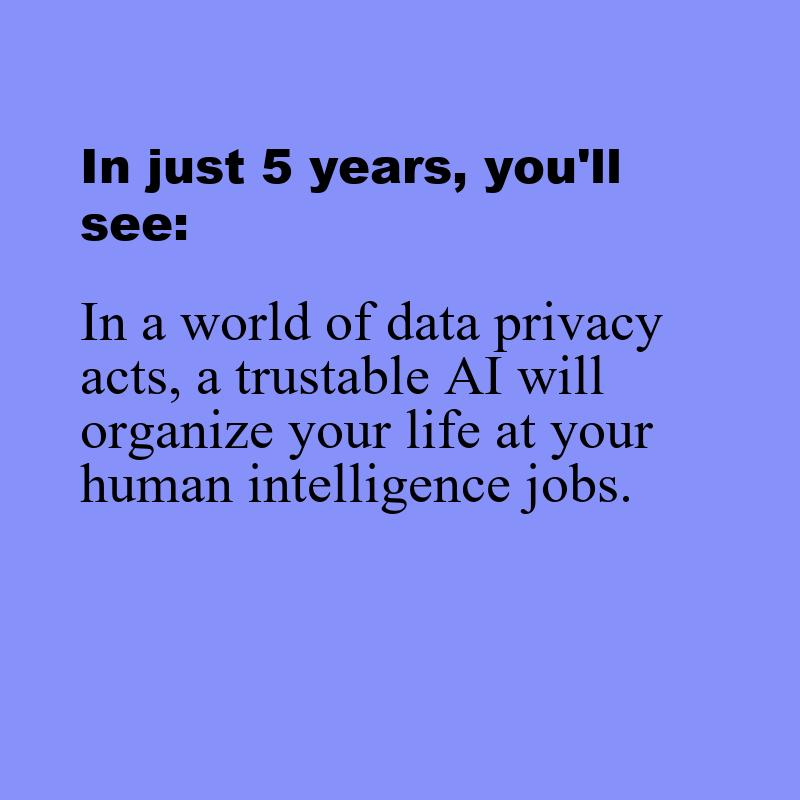 In just 5 years, you'll
see:
In a world of data privacy
acts, a trustable AI will
organize your life at your
human intelligence jobs.